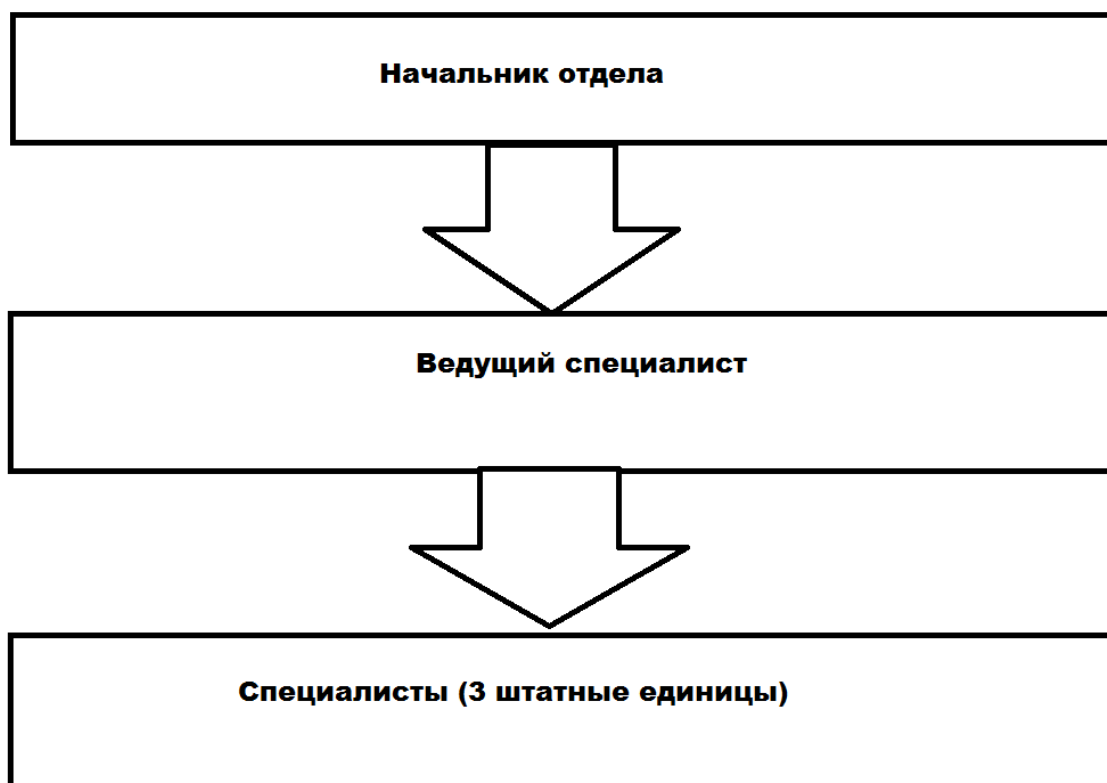 Начальник отдела
Ведущий специалист
Специалисты (3 штатные единицы)